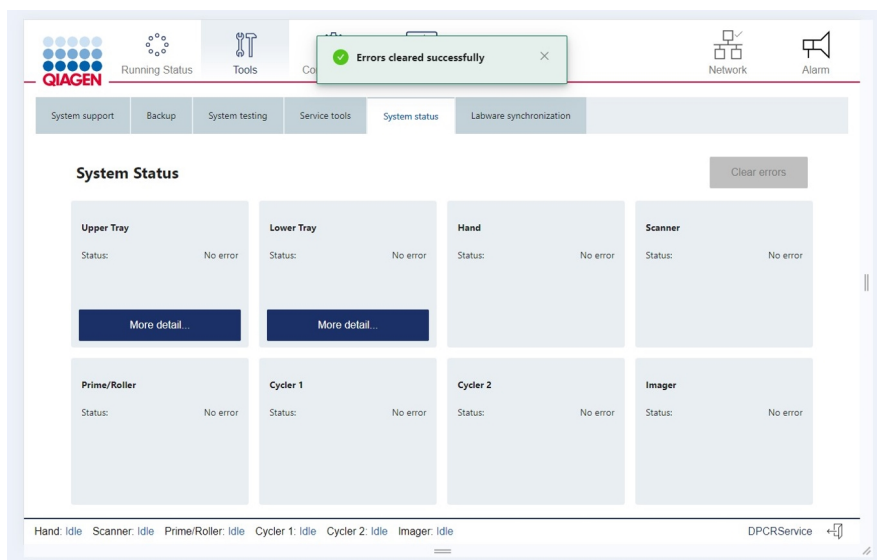 QIAGEN
Running Status
Tools
Co
Errors cleared successfully
Network
Alarm
System support
Backup
System testing
Service tools
System status
Labware synchronization
System Status
Clear errors
Upper Tray
Status: No error
More detail...
Lower Tray
Status: No error
More detail...
Hand
Status: No error
Scanner
Status: No error
Prime/Roller
Status: No error
Cycler 1
Status: No error
Cycler 2
Status: No error
Imager
Status: No error
Hand: Idle Scanner: Idle Prime/Roller: Idle Cycler 1: Idle Cycler 2: Idle Imager: Idle
DPCRService